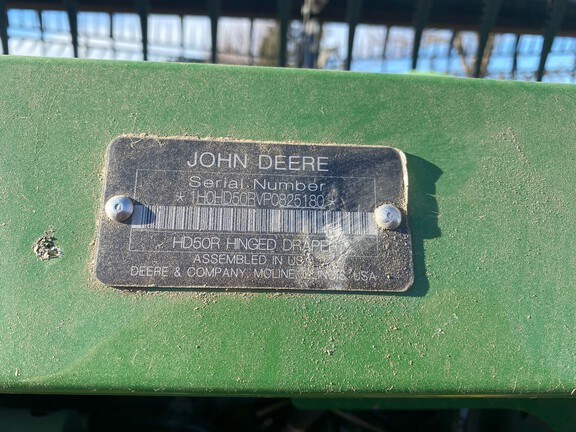 JOHN DEERE
Serial Number
*1H0HD50RVP0825180*
HD50R HINGED DRAPER
ASSEMBLED IN USA
DEERE & COMPANY, MOLINE, ILLINOIS, USA